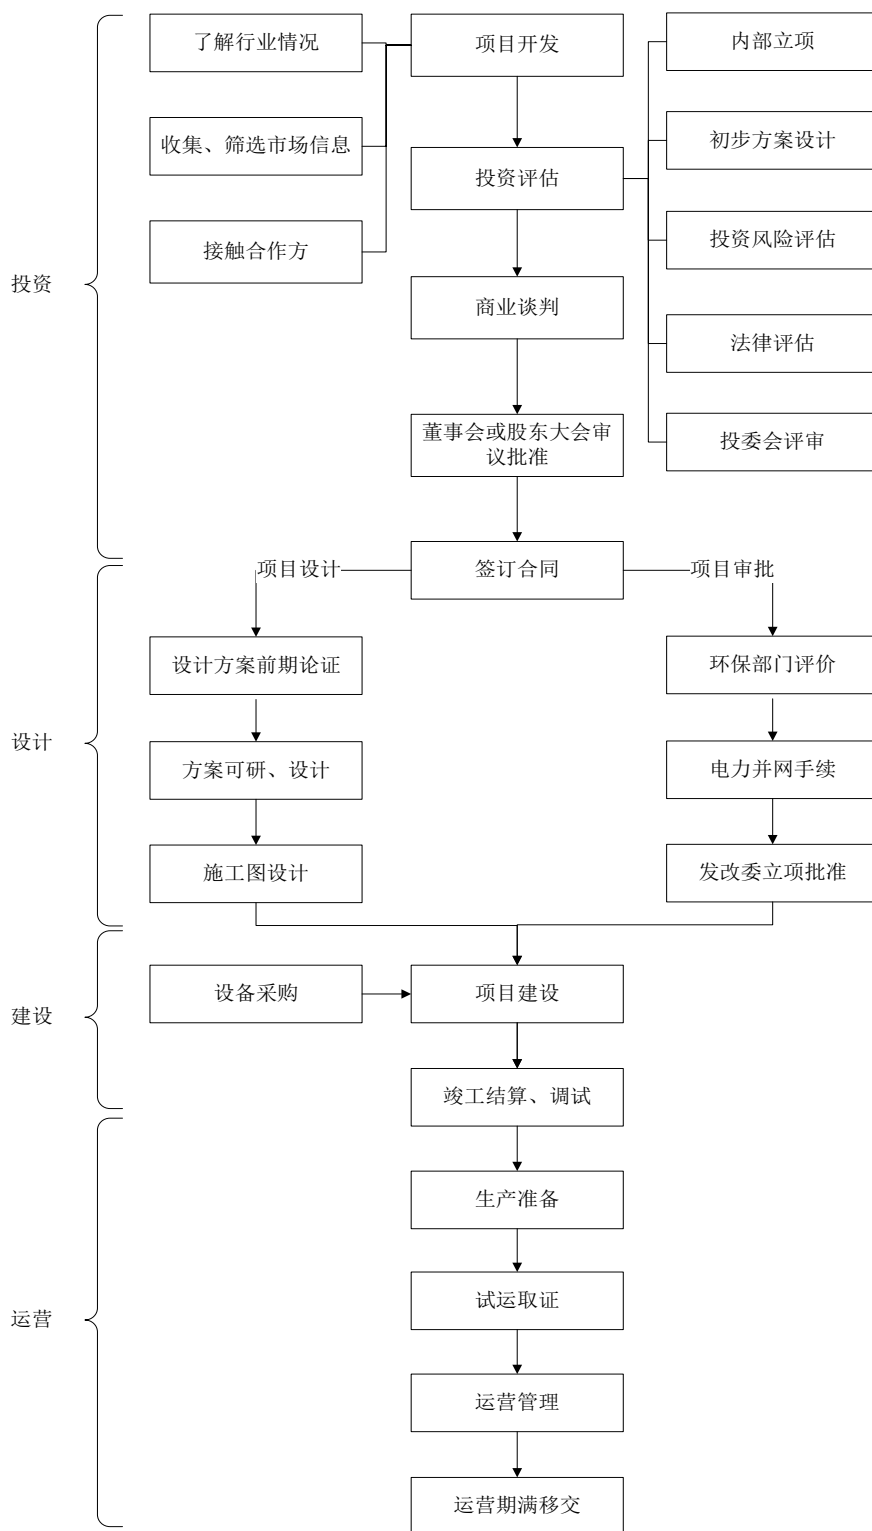 了解行业情况
项目开发
内部立项
收集、筛选市场信息
初步方案设计
投资评估
接触合作方
投资风险评估
投资
商业谈判
法律评估
董事会或股东大会审
议批准
投委会评审
项目设计
签订合同
项目审批
设计方案前期论证
环保部门评价
设计
方案可研、设计
电力并网手续
施工图设计
发改委立项批准
设备采购
项目建设
建设
竣工结算、调试
生产准备
试运取证
运营
运营管理
运营期满移交